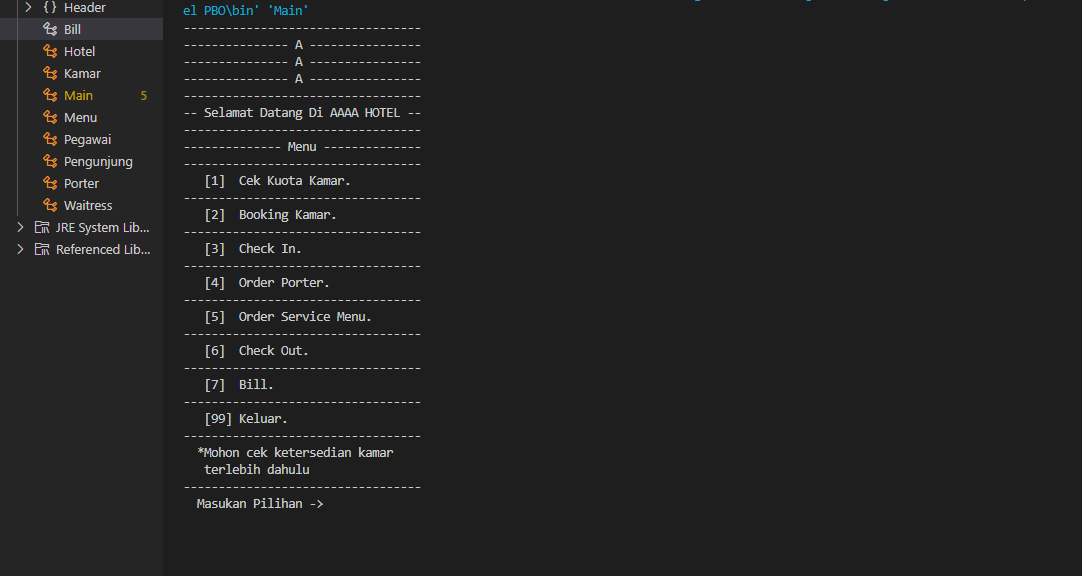 {} Header
Bill
Hotel
Kamar
Main 5
Menu
Pegawai
Pengunjung
Porter
Waitress
JRE System Lib...
Referenced Lib...
el PBO\bin' 'Main'
----------------------------------
--------------- A ----------------
--------------- A ----------------
--------------- A ----------------
----------------------------------
-- Selamat Datang Di AAAA HOTEL --
----------------------------------
-------------- Menu --------------
----------------------------------
[1] Cek Kuota Kamar.
----------------------------------
[2] Booking Kamar.
----------------------------------
[3] Check In.
----------------------------------
[4] Order Porter.
----------------------------------
[5] Order Service Menu.
----------------------------------
[6] Check Out.
----------------------------------
[7] Bill.
----------------------------------
[99] Keluar.
----------------------------------
*Mohon cek ketersedian kamar
terlebih dahulu
----------------------------------
Masukan Pilihan ->